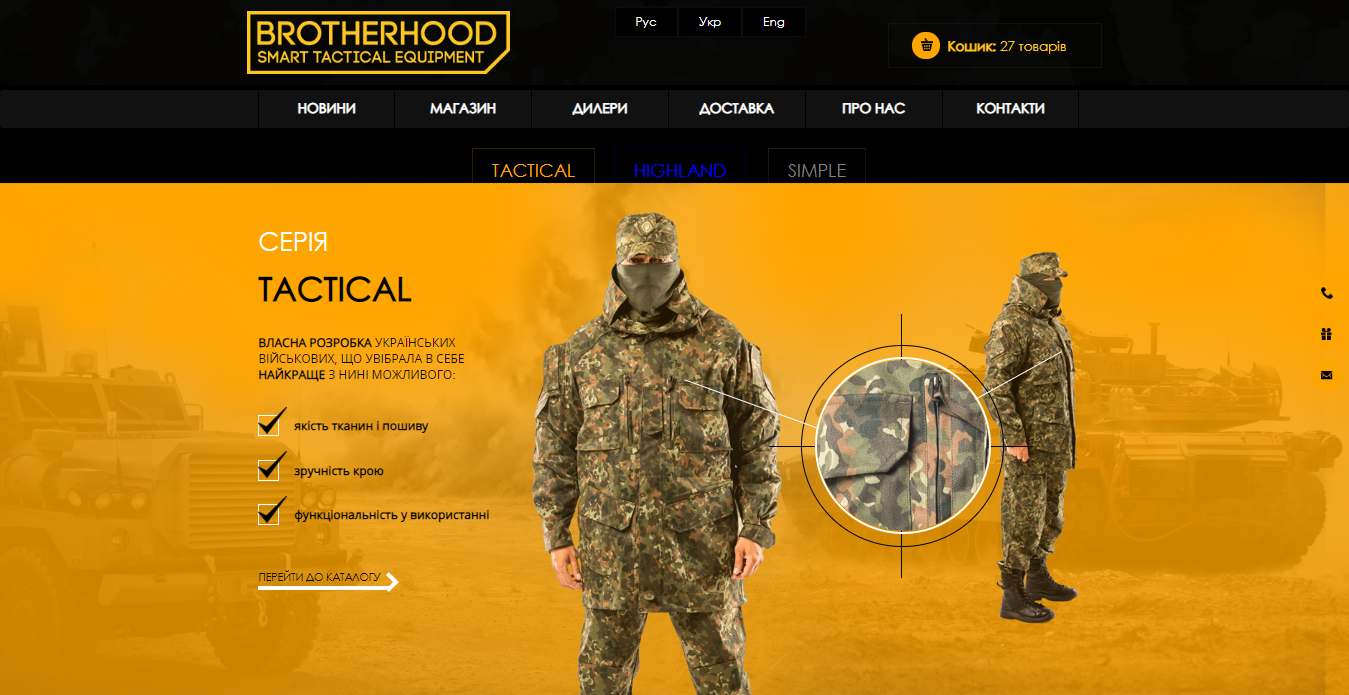 BROTHERHOOD
SMART TACTICAL EQUIPMENT
Рус
Укр
Eng
Кошик: 27 товарів
НОВИНИ
МАГАЗИН
ДИЛЕРИ
ДОСТАВКА
ПРО НАС
КОНТАКТИ
TACTICAL
HIGHLAND
SIMPLE
СЕРІЯ
TACTICAL
ВЛАСНА РОЗРОБКА УКРАЇНСЬКИХ
ВІЙСЬКОВИХ, ЩО УВІБРАЛА В СЕБЕ
НАЙКРАЩЕ З НИНІ МОЖЛИВОГО:
якість тканин і пошиву
зручність крою
функціональність у використанні
ПЕРЕЙТИ ДО КАТАЛОГУ